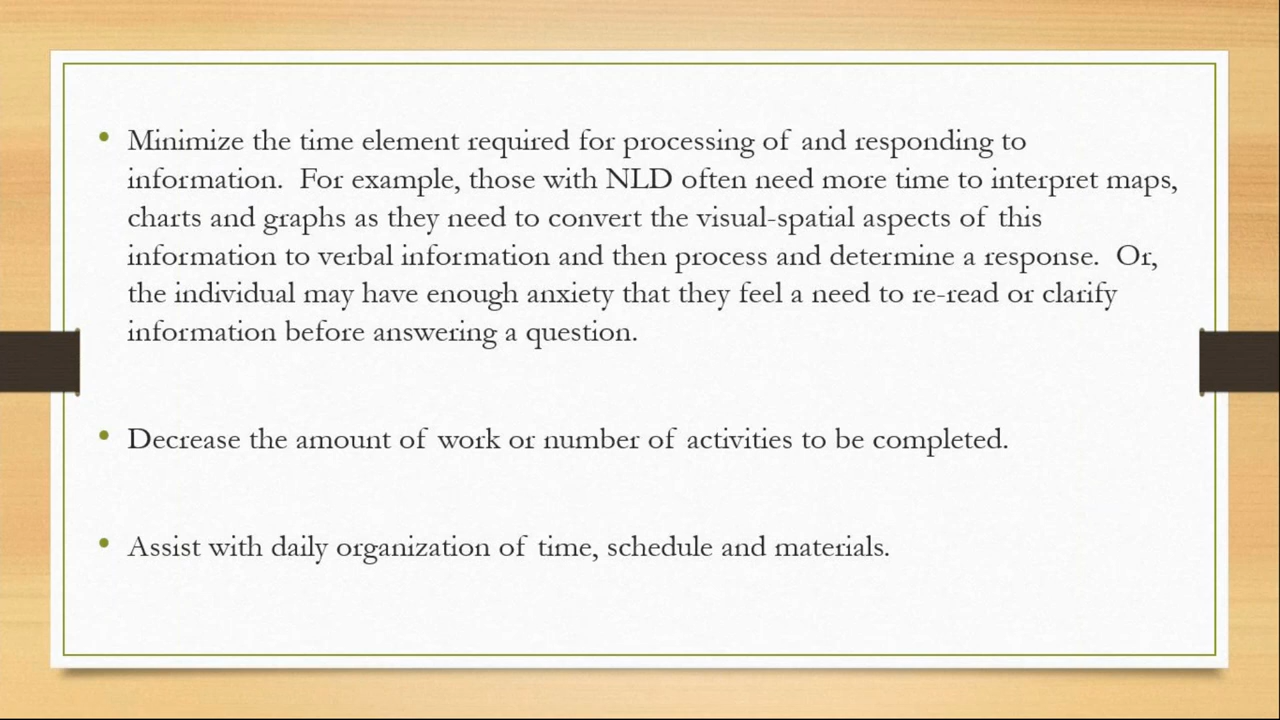 • Minimize the time element required for processing of and responding to
information.  For example, those with NLD often need more time to interpret maps,
charts and graphs as they need to convert the visual-spatial aspects of this
information to verbal information and then process and determine a response.  Or,
the individual may have enough anxiety that they feel a need to re-read or clarify
information before answering a question.
• Decrease the amount of work or number of activities to be completed.
• Assist with daily organization of time, schedule and materials.